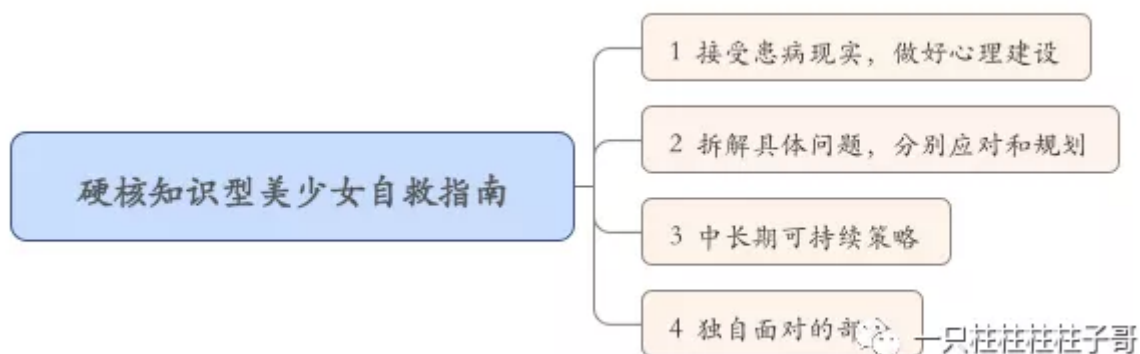 硬核知识型美少女自救指南
1 接受患病现实，做好心理建设
2 拆解具体问题，分别应对和规划
3 中长期可持续策略
4 独自面对的部
一只柱柱柱柱子哥